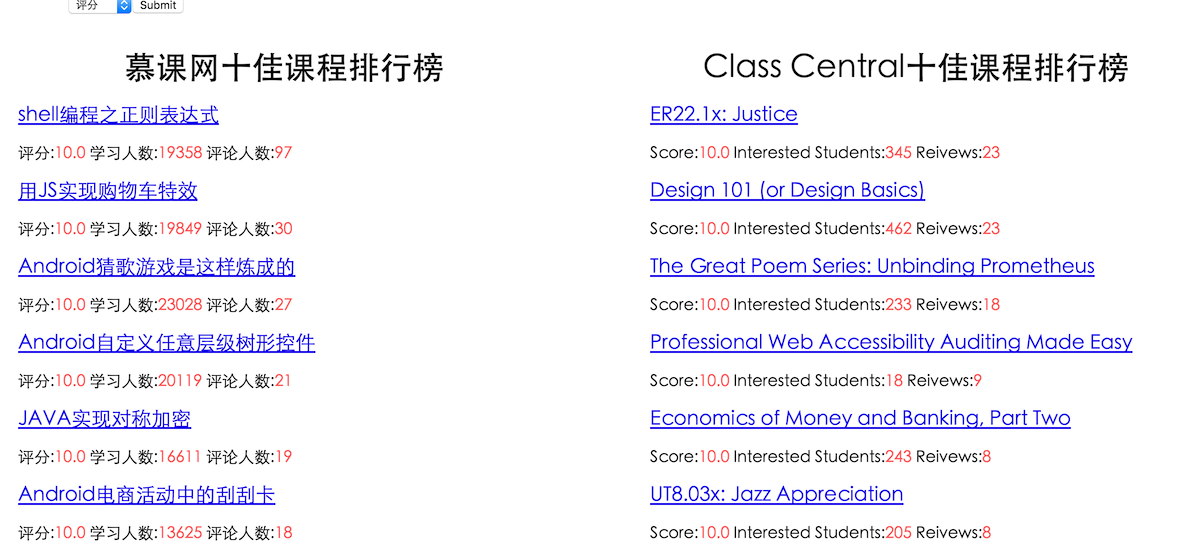 评分 Submit
慕课网十佳课程排行榜
shell编程之正则表达式
评分:10.0 学习人数:19358 评论人数:97
用JS实现购物车特效
评分:10.0 学习人数:19849 评论人数:30
Android猜歌游戏是这样炼成的
评分:10.0 学习人数:23028 评论人数:27
Android自定义任意层级树形控件
评分:10.0 学习人数:20119 评论人数:21
JAVA实现对称加密
评分:10.0 学习人数:16611 评论人数:19
Android电商活动中的刮刮卡
评分:10.0 学习人数:13625 评论人数:18
Class Central十佳课程排行榜
ER22.1x: Justice
Score:10.0 Interested Students:345 Reivews:23
Design 101 (or Design Basics)
Score:10.0 Interested Students:462 Reivews:23
The Great Poem Series: Unbinding Prometheus
Score:10.0 Interested Students:233 Reivews:18
Professional Web Accessibility Auditing Made Easy
Score:10.0 Interested Students:18 Reivews:9
Economics of Money and Banking, Part Two
Score:10.0 Interested Students:243 Reivews:8
UT8.03x: Jazz Appreciation
Score:10.0 Interested Students:205 Reivews:8